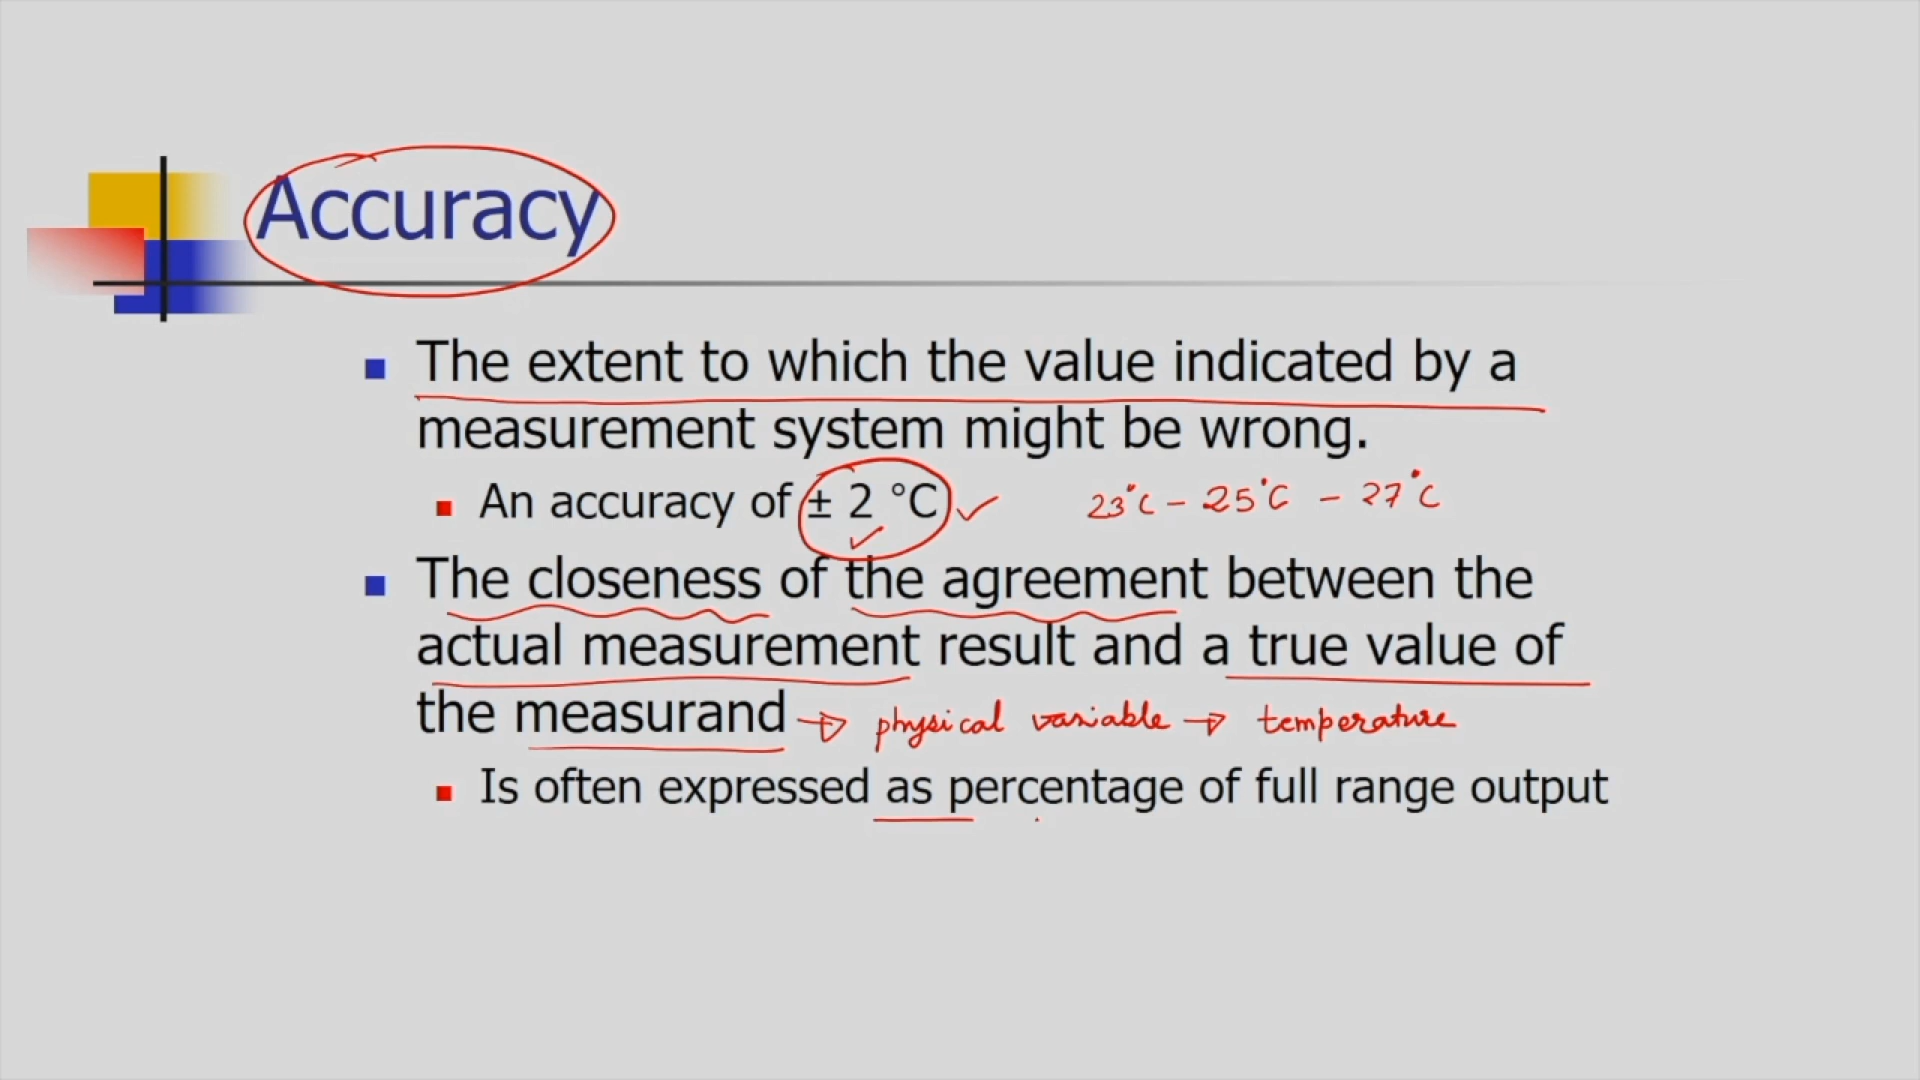 Accuracy
The extent to which the value indicated by a
measurement system might be wrong.
An accuracy of ± 2 °C 23°C - 25°C - 27°C
The closeness of the agreement between the
actual measurement result and a true value of
the measurand → physical variable → temperature
Is often expressed as percentage of full range output